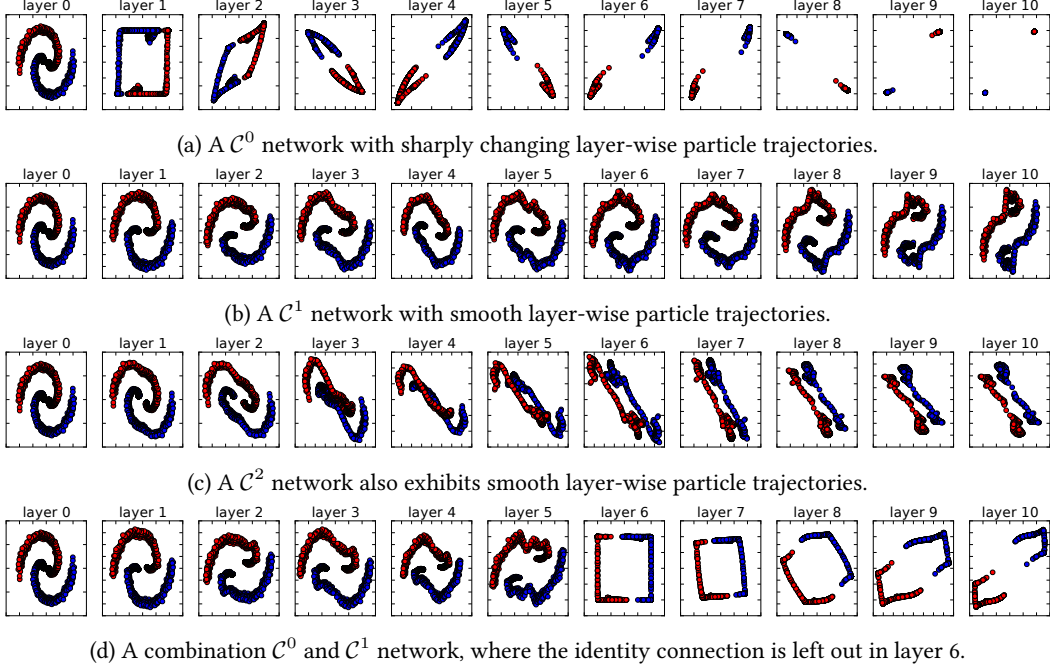 layer 0 layer 1 layer 2 layer 3 layer 4 layer 5 layer 6 layer 7 layer 8 layer 9 layer 10
(a) A C⁰ network with sharply changing layer-wise particle trajectories.
layer 0 layer 1 layer 2 layer 3 layer 4 layer 5 layer 6 layer 7 layer 8 layer 9 layer 10
(b) A C¹ network with smooth layer-wise particle trajectories.
layer 0 layer 1 layer 2 layer 3 layer 4 layer 5 layer 6 layer 7 layer 8 layer 9 layer 10
(c) A C² network also exhibits smooth layer-wise particle trajectories.
layer 0 layer 1 layer 2 layer 3 layer 4 layer 5 layer 6 layer 7 layer 8 layer 9 layer 10
(d) A combination C⁰ and C¹ network, where the identity connection is left out in layer 6.